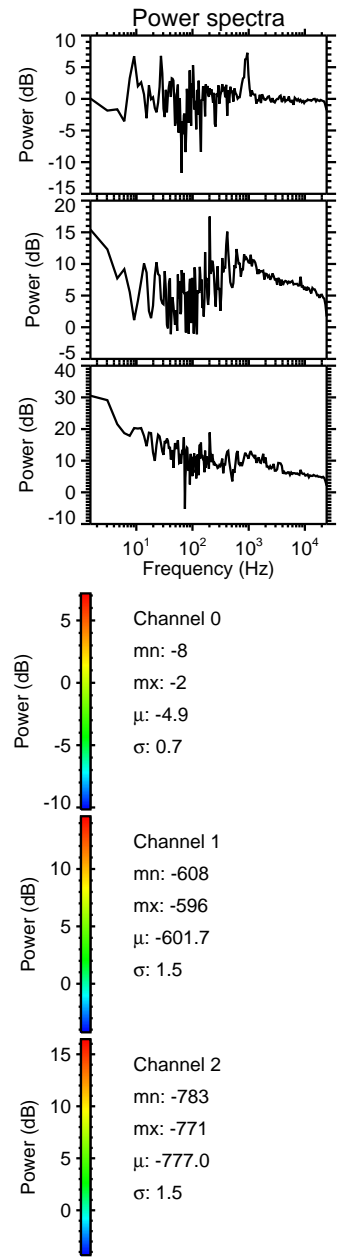 Power spectra
10
5
0
-5
-10
-15
Power (dB)
20
15
10
5
0
-5
Power (dB)
40
30
20
10
0
-10
Power (dB)
10¹ 10² 10³ 10⁴
Frequency (Hz)
5
0
-5
-10
Power (dB)
Channel 0
mn: -8
mx: -2
μ: -4.9
σ: 0.7
10
5
0
Power (dB)
Channel 1
mn: -608
mx: -596
μ: -601.7
σ: 1.5
15
10
5
0
Power (dB)
Channel 2
mn: -783
mx: -771
μ: -777.0
σ: 1.5